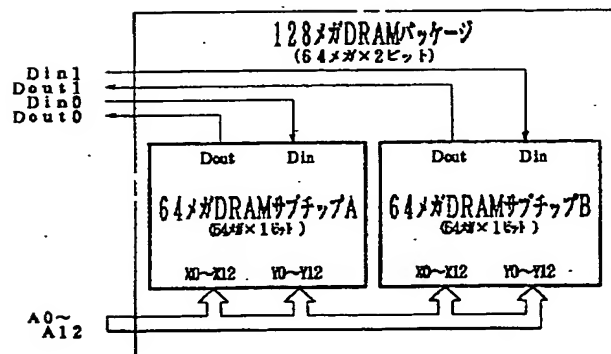 128メガDRAMパッケージ
(64メガ×2ビット)
Din1
Dout1
Din0
Dout0
Dout Din
Dout Din
64メガDRAMサブチップA
(64メガ×1ビット)
64メガDRAMサブチップB
(64メガ×1ビット)
X0~X12 Y0~Y12
X0~X12 Y0~Y12
A0~
A12